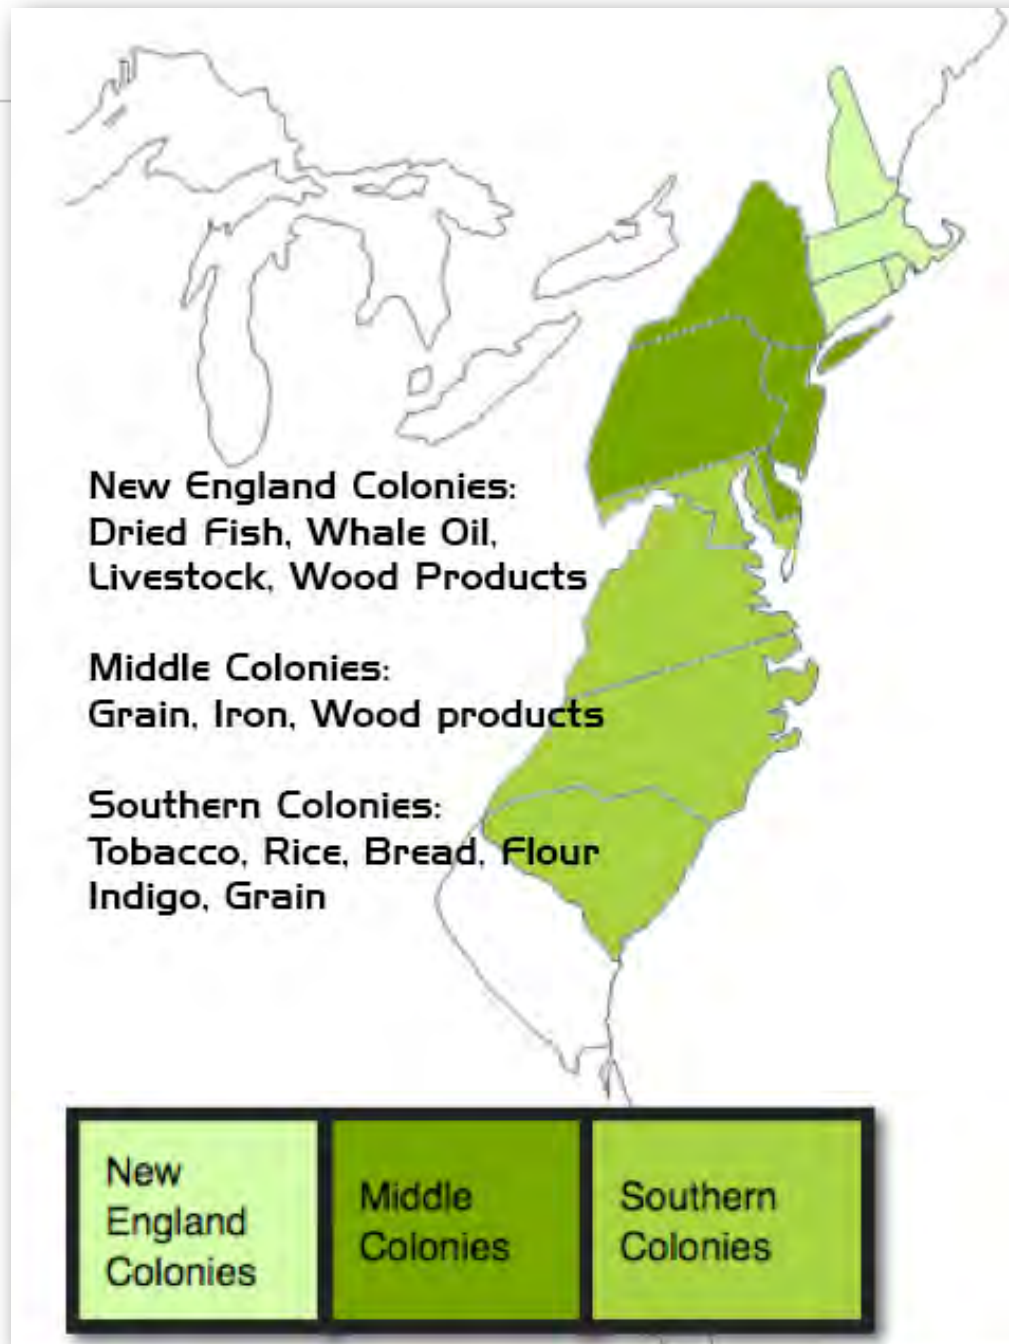 New England Colonies:
Dried Fish, Whale Oil,
Livestock, Wood Products
Middle Colonies:
Grain, Iron, Wood products
Southern Colonies:
Tobacco, Rice, Bread, Flour
Indigo, Grain
New
England
Colonies
Middle
Colonies
Southern
Colonies